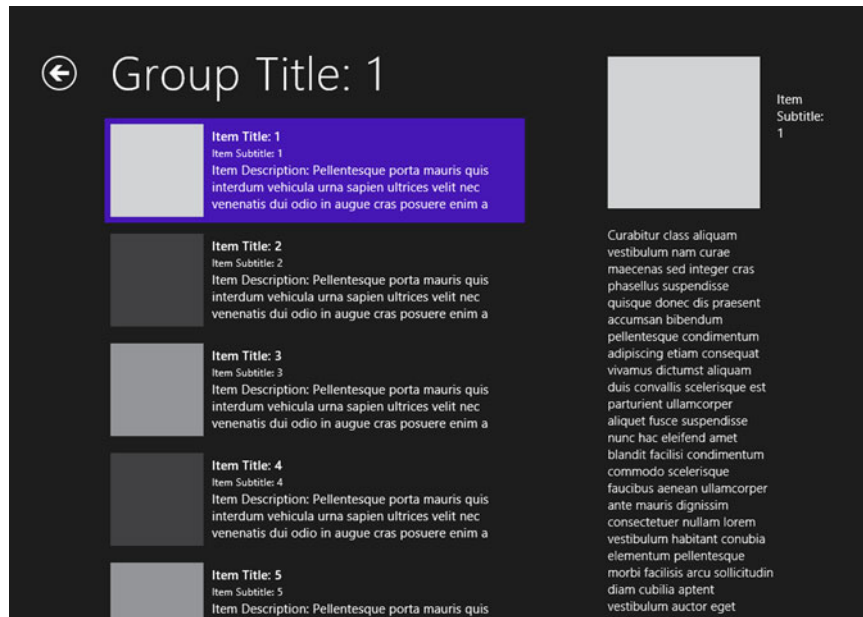 Group Title: 1
Item Title: 1
Item Subtitle: 1
Item Description: Pellentesque porta mauris quis
interdum vehicula urna sapien ultrices velit nec
venenatis dui odio in augue cras posuere enim a
Item Title: 2
Item Subtitle: 2
Item Description: Pellentesque porta mauris quis
interdum vehicula urna sapien ultrices velit nec
venenatis dui odio in augue cras posuere enim a
Item Title: 3
Item Subtitle: 3
Item Description: Pellentesque porta mauris quis
interdum vehicula urna sapien ultrices velit nec
venenatis dui odio in augue cras posuere enim a
Item Title: 4
Item Subtitle: 4
Item Description: Pellentesque porta mauris quis
interdum vehicula urna sapien ultrices velit nec
venenatis dui odio in augue cras posuere enim a
Item Title: 5
Item Subtitle: 5
Item Description: Pellentesque porta mauris quis
Item
Subtitle:
1
Curabitur class aliquam
vestibulum nam curae
maecenas sed integer cras
phasellus suspendisse
quisque donec dis praesent
accumsan bibendum
pellentesque condimentum
adipiscing etiam consequat
vivamus dictumst aliquam
duis convallis scelerisque est
parturient ullamcorper
aliquet fusce suspendisse
nunc hac eleifend amet
blandit facilisi condimentum
commodo scelerisque
faucibus aenean ullamcorper
ante mauris dignissim
consectetuer nullam lorem
vestibulum habitant conubia
elementum pellentesque
morbi facilisis arcu sollicitudin
diam cubilia aptent
vestibulum auctor eget